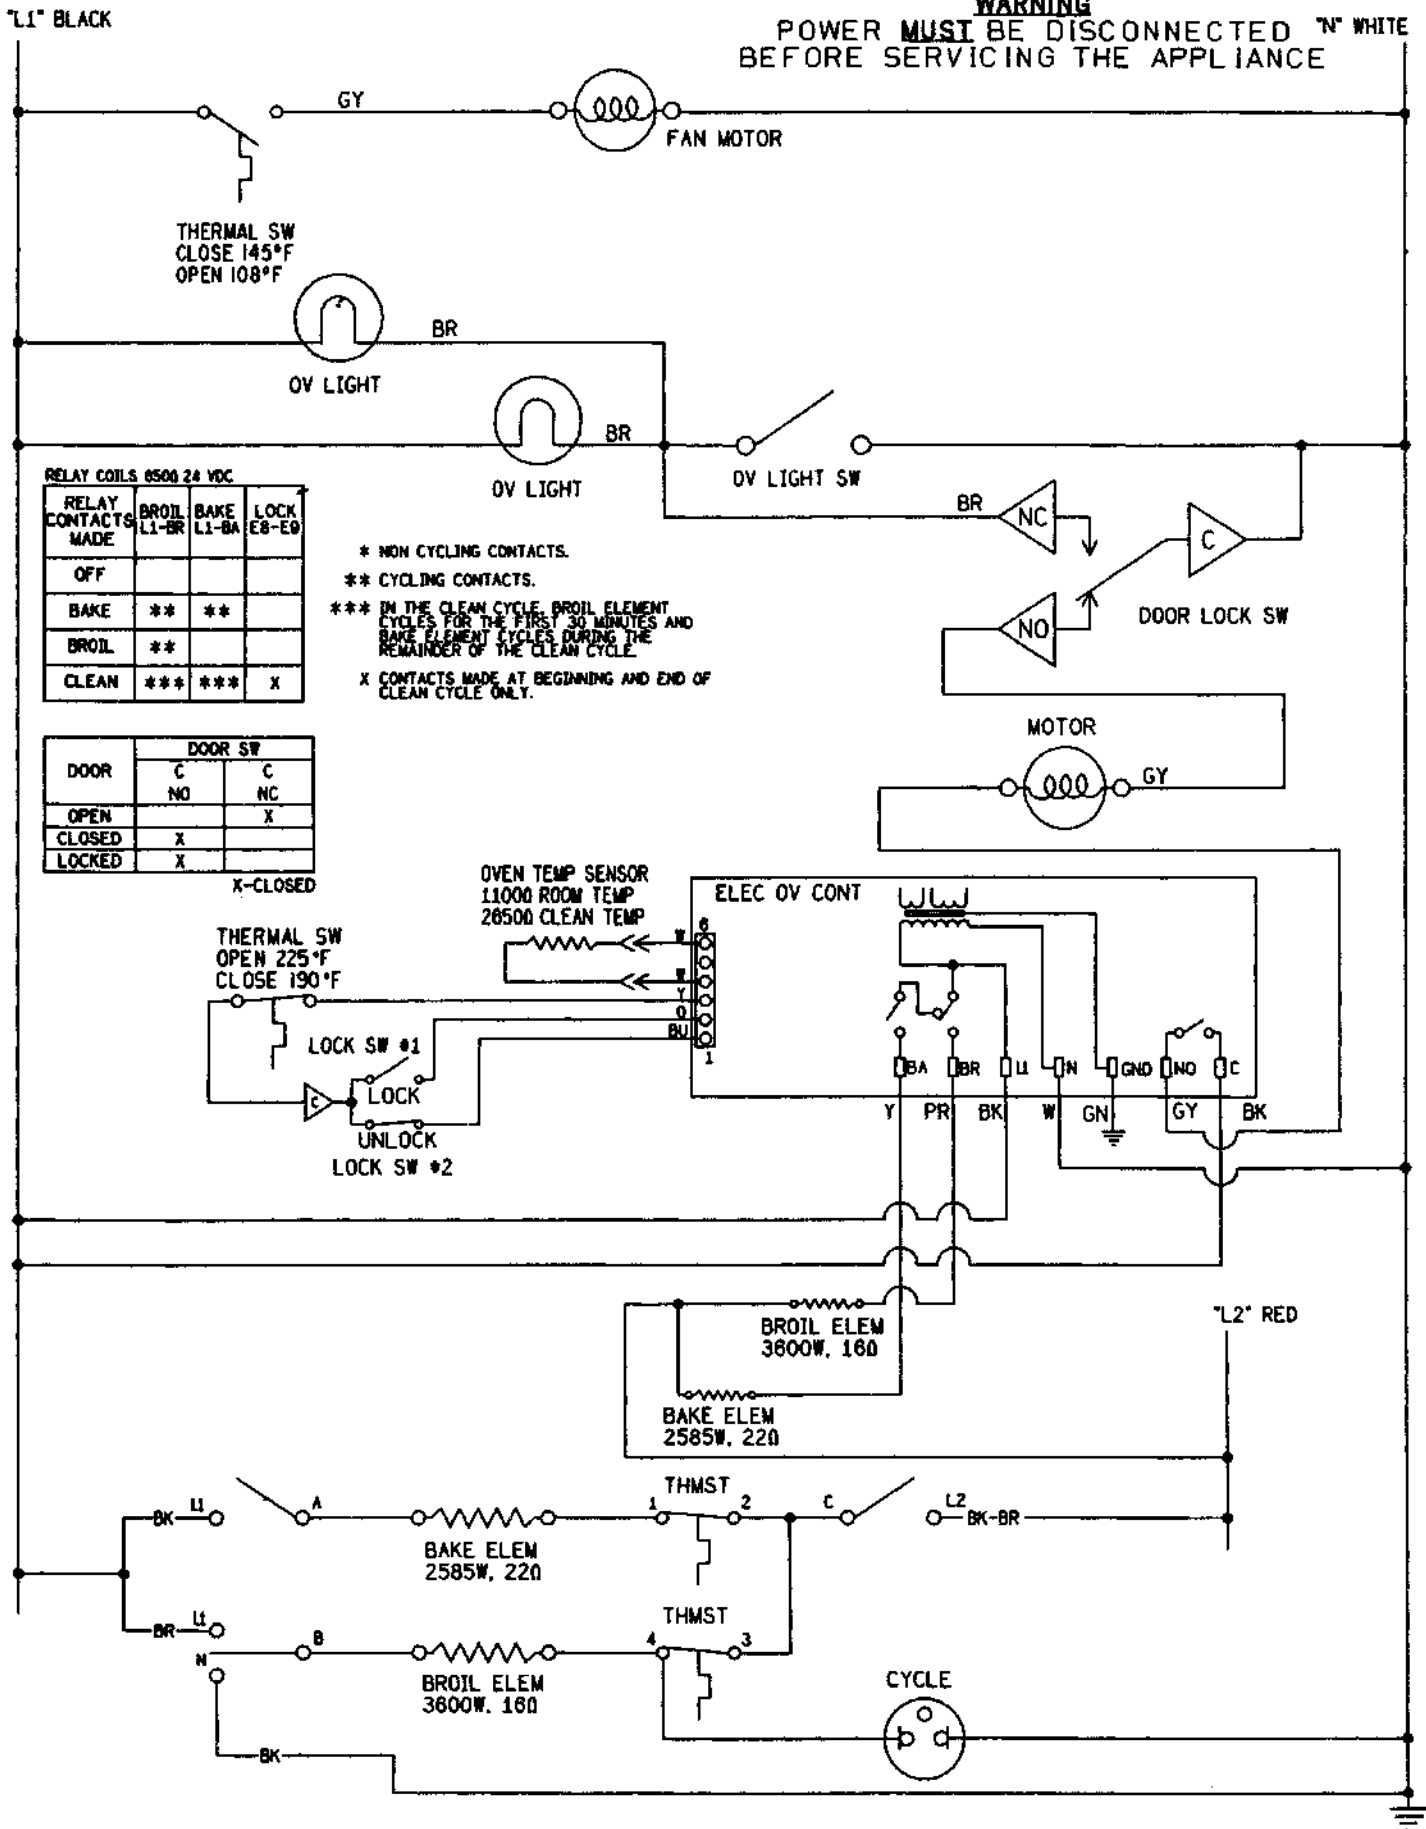 "L1" BLACK
WARNING
POWER MUST BE DISCONNECTED
BEFORE SERVICING THE APPLIANCE
"N" WHITE
GY
FAN MOTOR
THERMAL SW
CLOSE 145°F
OPEN 108°F
BR
OV LIGHT
BR
OV LIGHT
OV LIGHT SW
BR
NC
C
NO
DOOR LOCK SW
RELAY COILS 650Ω 24 VDC
RELAY CONTACTS MADE
BROIL L1-BR
BAKE L1-BA
LOCK E8-E9
OFF
BAKE ** **
BROIL **
CLEAN *** *** X
* NON CYCLING CONTACTS.
** CYCLING CONTACTS.
*** IN THE CLEAN CYCLE, BROIL ELEMENT
CYCLES FOR THE FIRST 30 MINUTES AND
BAKE ELEMENT CYCLES DURING THE
REMAINDER OF THE CLEAN CYCLE.
X CONTACTS MADE AT BEGINNING AND END OF
CLEAN CYCLE ONLY.
DOOR
DOOR SW
C C
NO NC
OPEN X
CLOSED X
LOCKED X
X-CLOSED
MOTOR
GY
OVEN TEMP SENSOR
1100Ω ROOM TEMP
2650Ω CLEAN TEMP
ELEC OV CONT
THERMAL SW
OPEN 225°F
CLOSE 190°F
6
W
W
Y
O
BU
1
LOCK SW #1
LOCK
C
UNLOCK
LOCK SW #2
BA BR L1 N GND NO C
Y PR BK W GN GY BK
BROIL ELEM
3600W, 16Ω
"L2" RED
BAKE ELEM
2585W, 22Ω
THMST
BK L1 A 1 2 C L2 BK-BR
BAKE ELEM
2585W, 22Ω
THMST
BR L1
N B 4 3
BROIL ELEM
3600W, 16Ω
CYCLE
BK